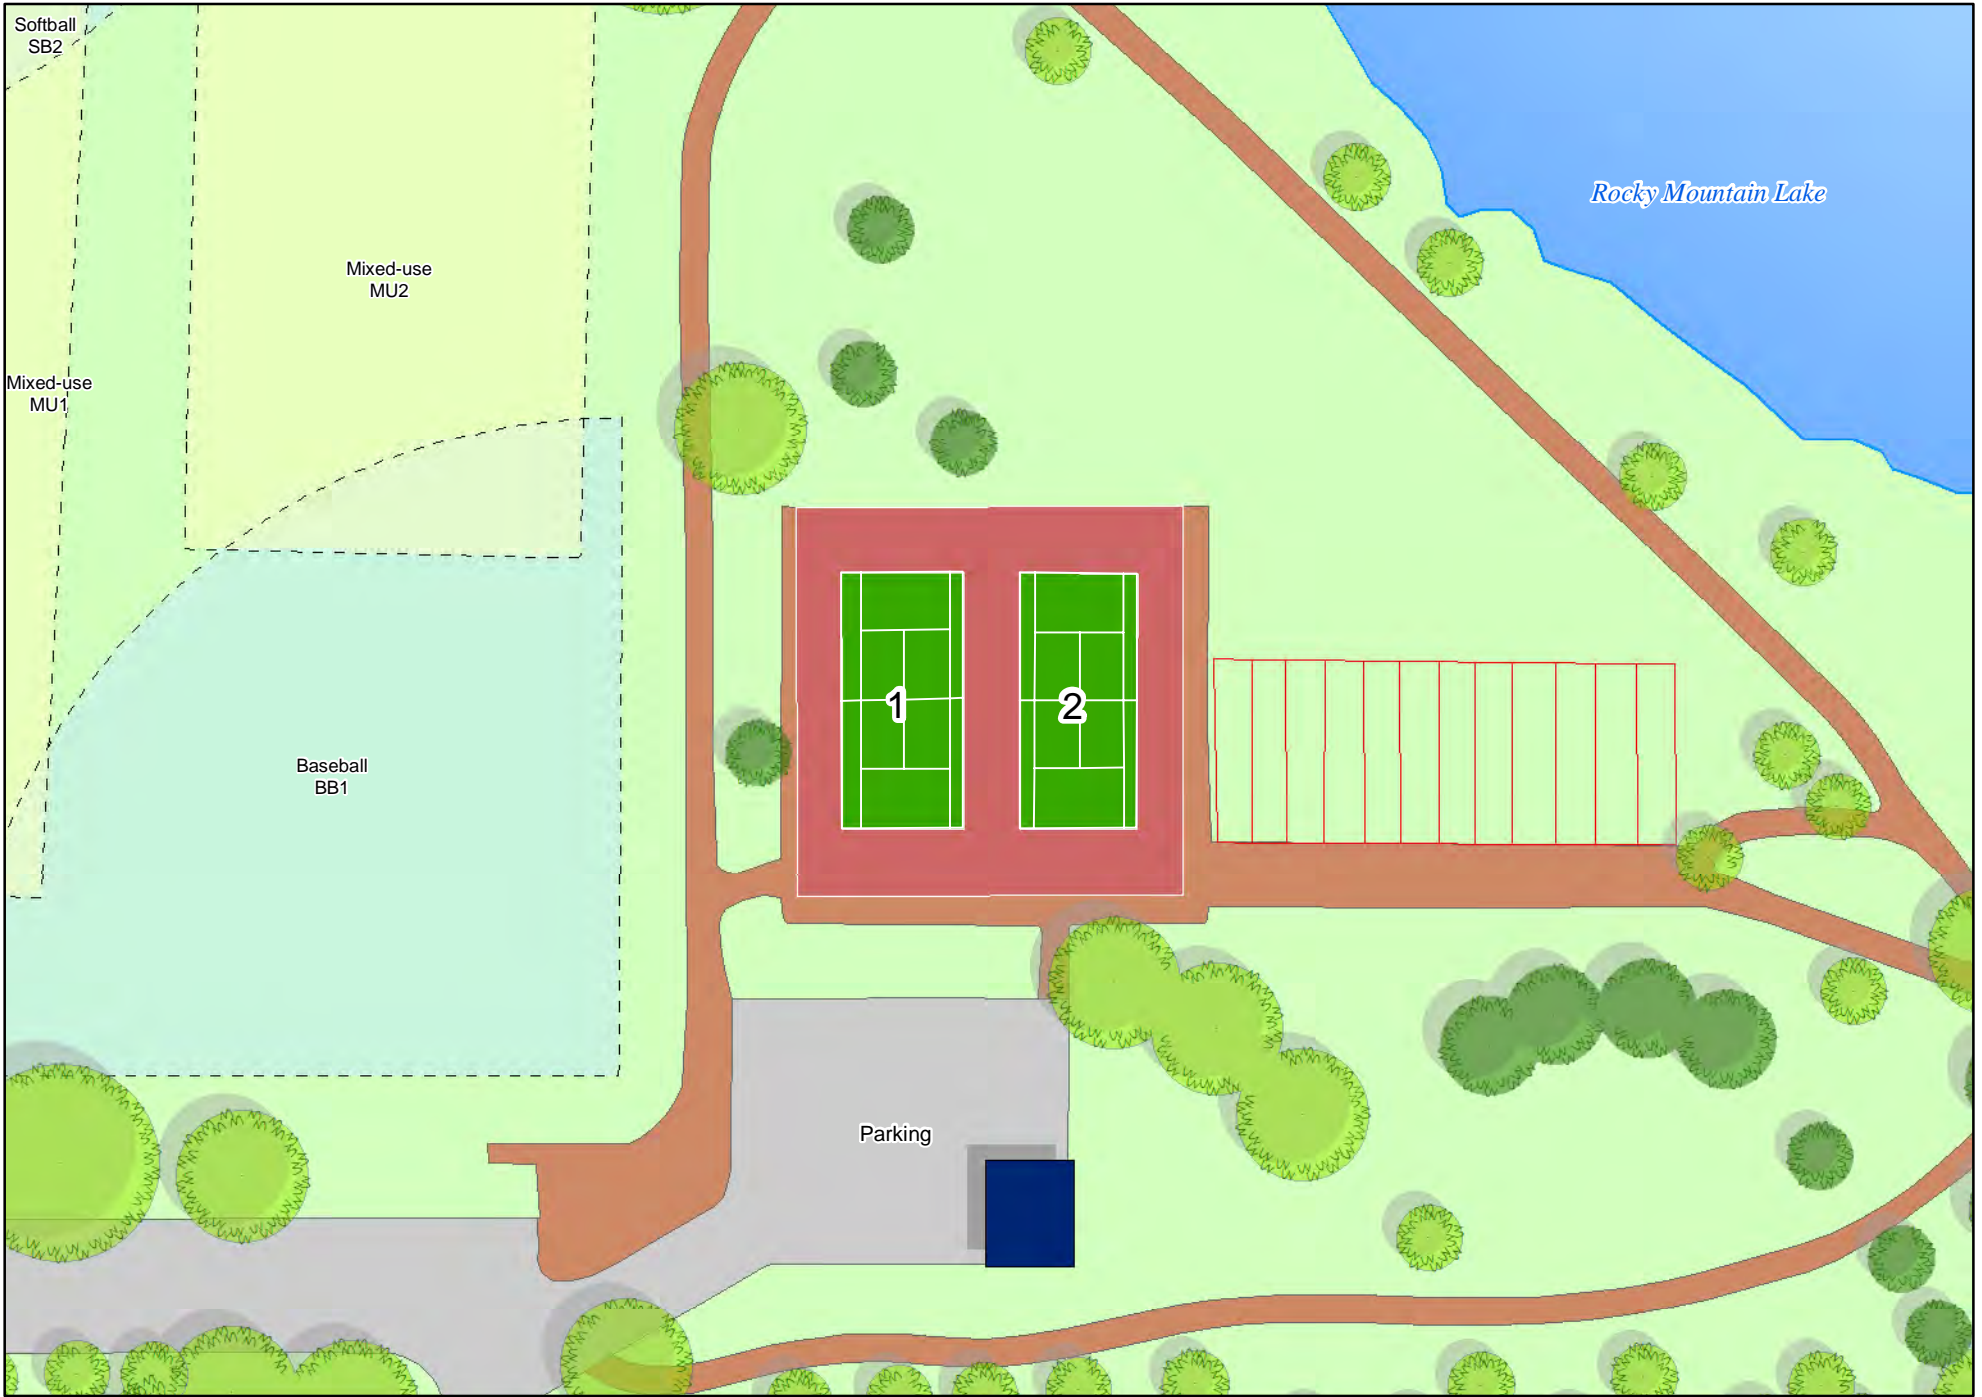 Softball
SB2
Rocky Mountain Lake
Mixed-use
MU2
Mixed-use
MU1
1
2
Baseball
BB1
Parking